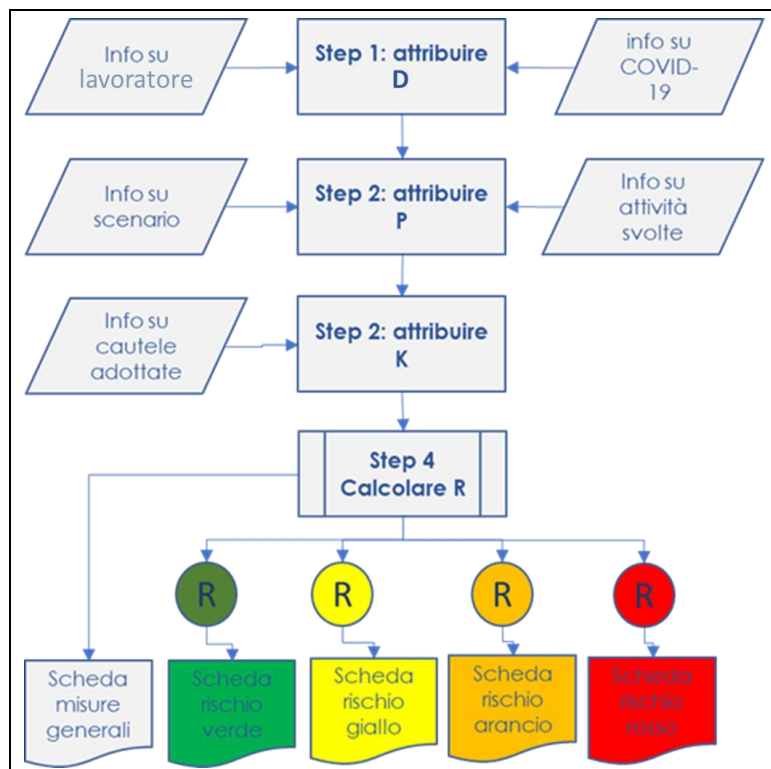 Info su
lavoratore
Step 1: attribuire
D
info su
COVID-
19
Info su
scenario
Step 2: attribuire
P
Info su
attività
svolte
Info su
cautele
adottate
Step 2: attribuire
K
Step 4
Calcolare R
R
R
R
R
Scheda
misure
generali
Scheda
rischio
verde
Scheda
rischio
giallo
Scheda
rischio
arancio
Scheda
rischio
rosso